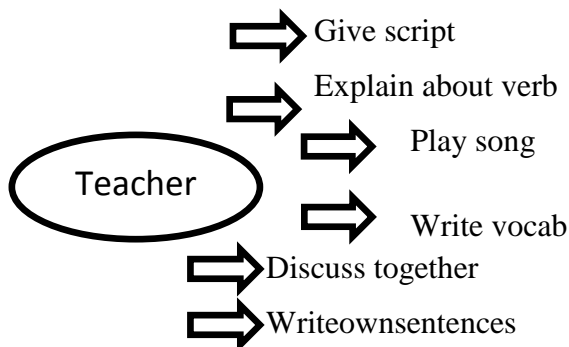 Give script
Explain about verb
Play song
Teacher
Write vocab
Discuss together
Writeownsentences